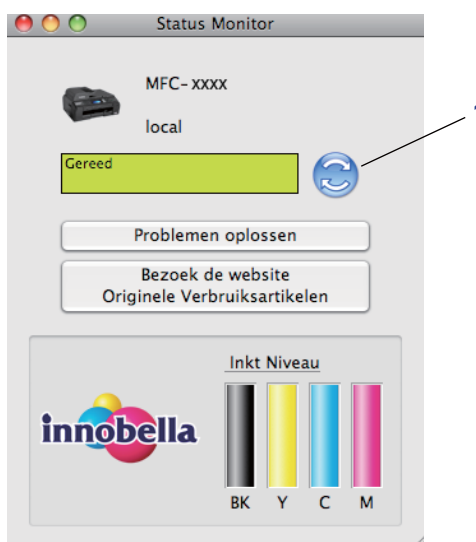 Status Monitor
MFC- xxxx
local
Gereed
Problemen oplossen
Bezoek de website
Originele Verbruiksartikelen
Inkt Niveau
innobella
BK Y C M